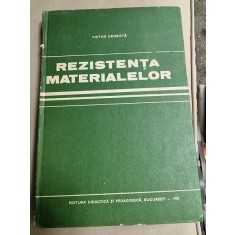 REZISTENȚA
MATERIALELOR
EDITURA DIDACTICĂ ȘI PEDAGOGICĂ, BUCUREȘTI –